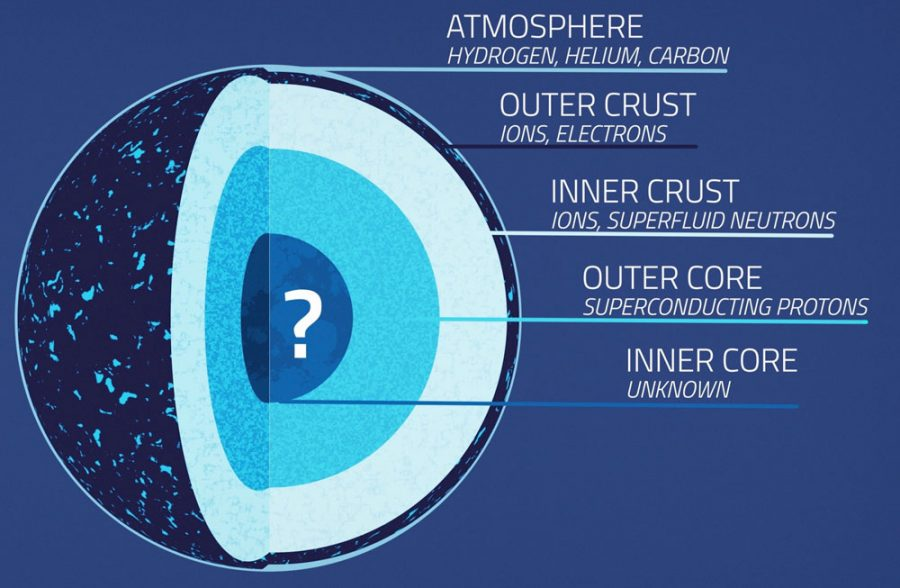 ATMOSPHERE
HYDROGEN, HELIUM, CARBON
OUTER CRUST
IONS, ELECTRONS
INNER CRUST
IONS, SUPERFLUID NEUTRONS
OUTER CORE
SUPERCONDUCTING PROTONS
?
INNER CORE
UNKNOWN